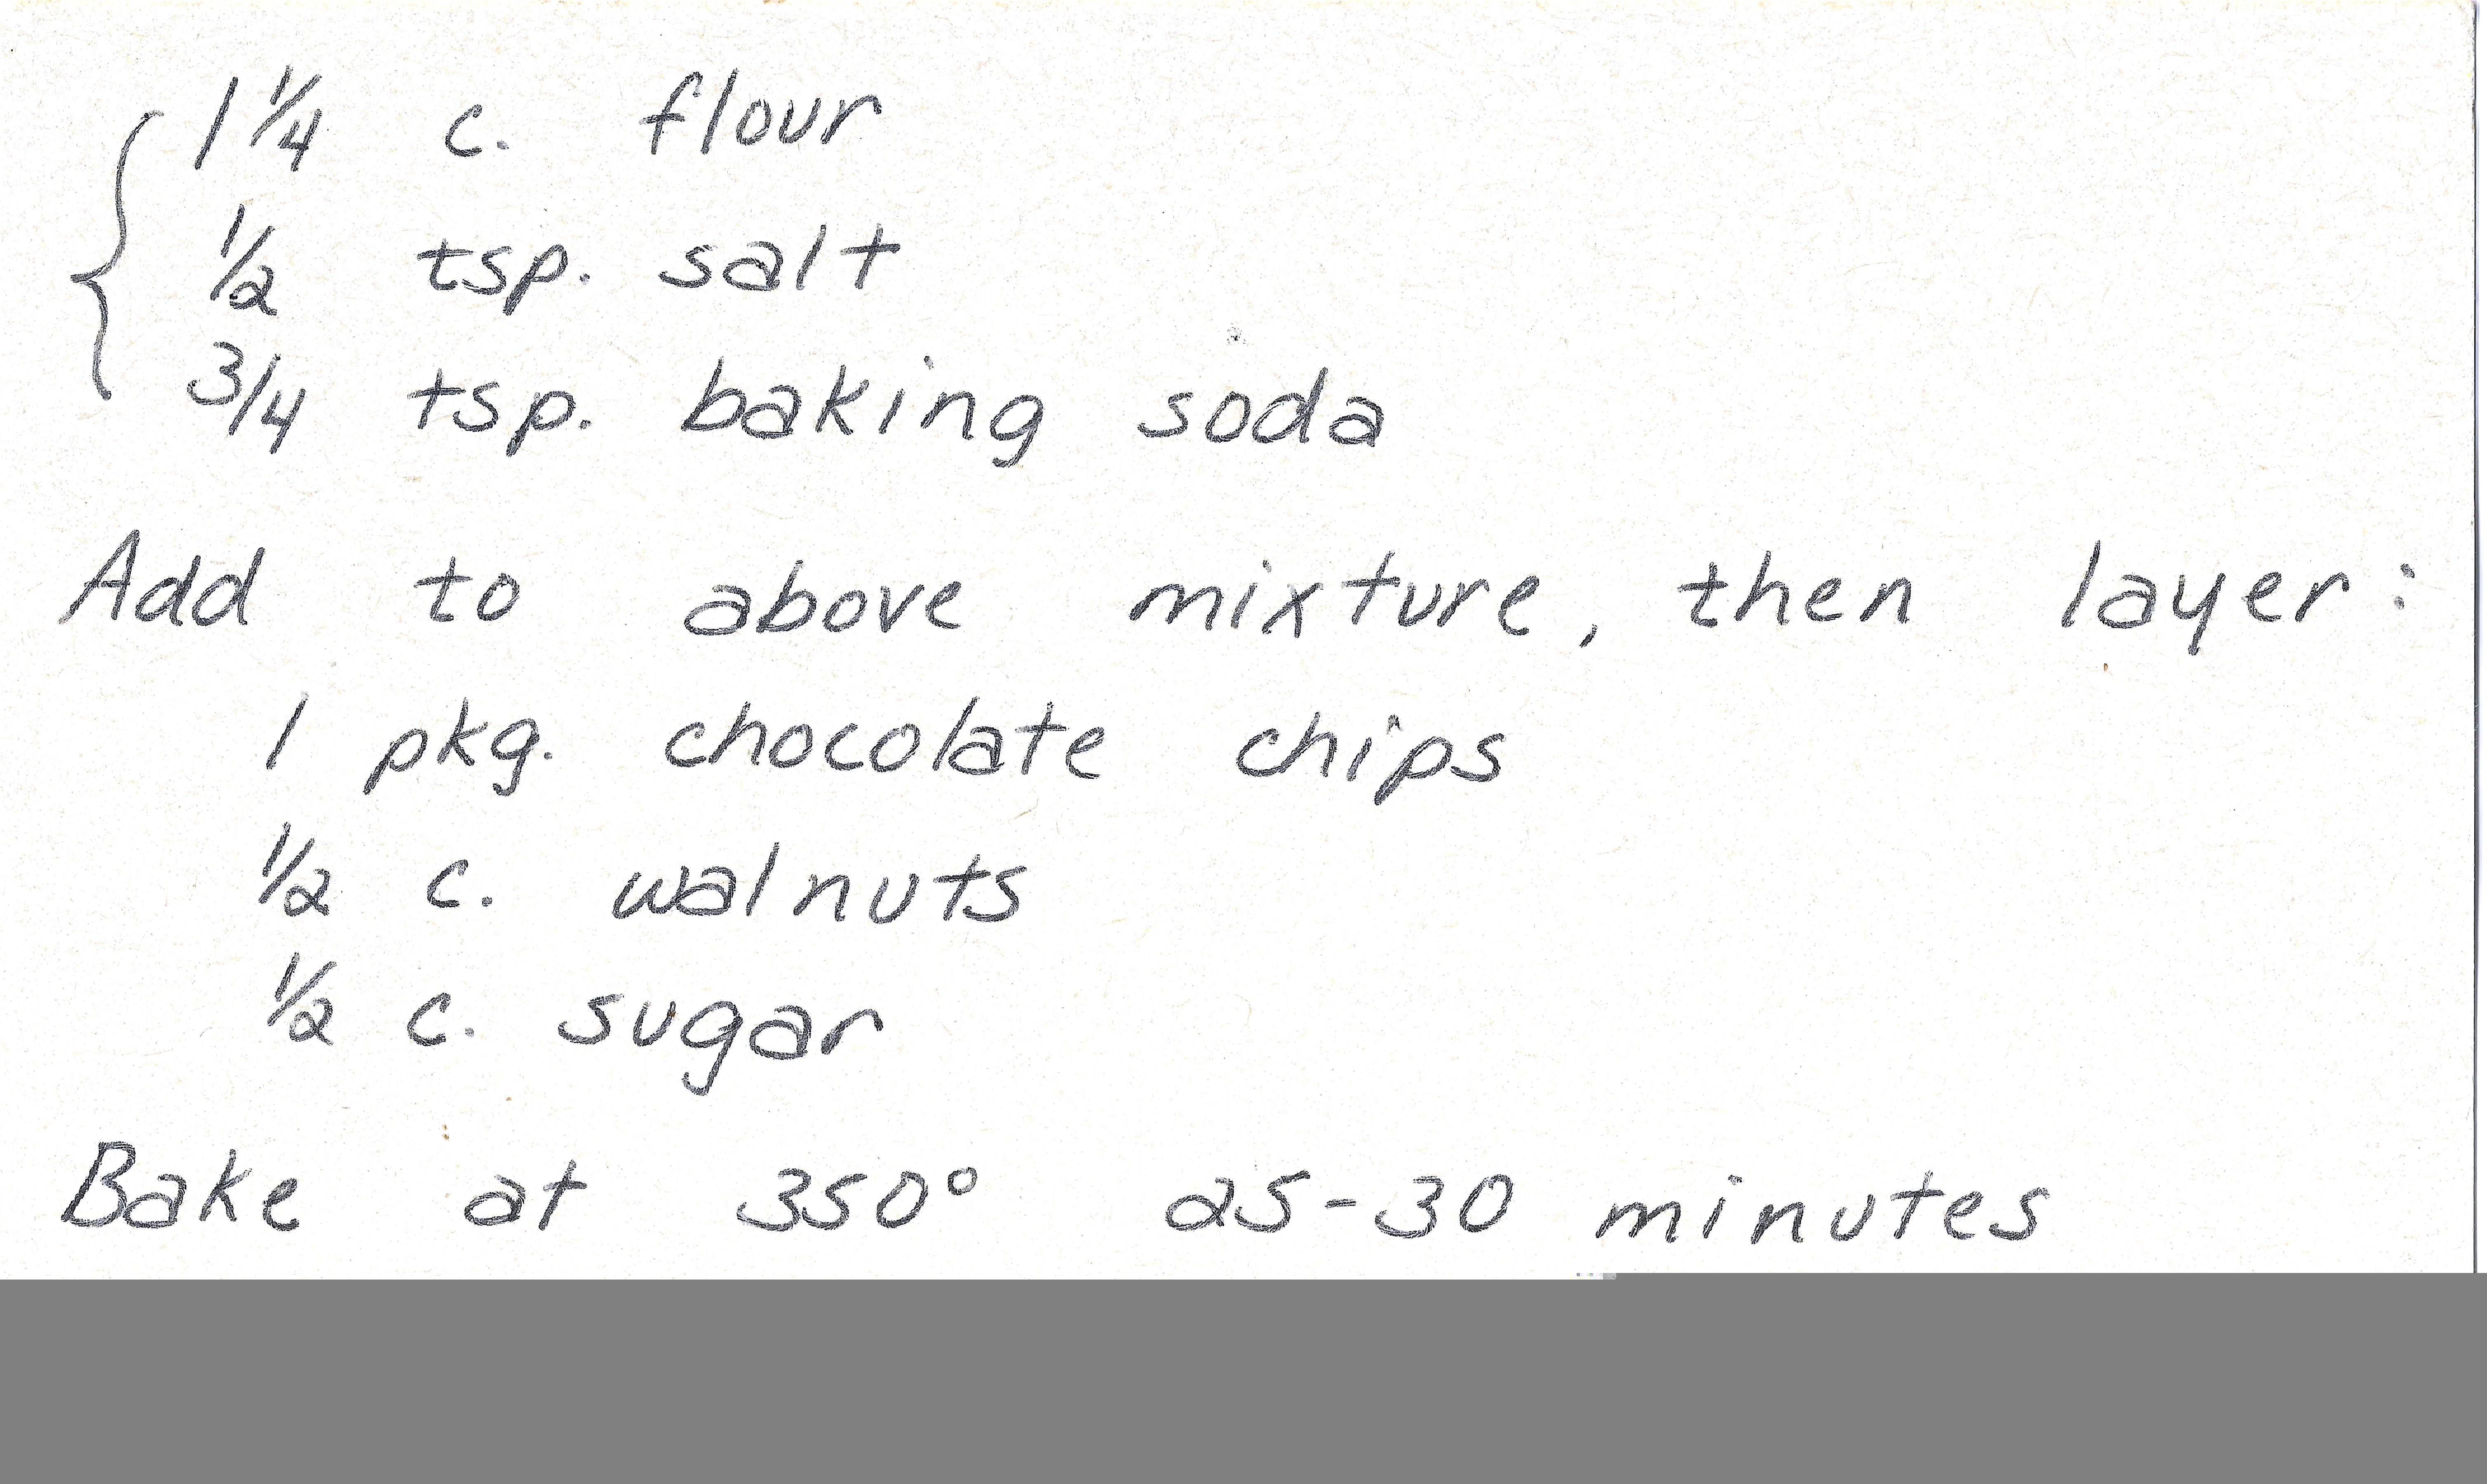 1 1/4 c. flour
1/2 tsp. salt
3/4 tsp. baking soda
Add to above mixture, then layer:
1 pkg. chocolate chips
1/2 c. walnuts
1/2 c. sugar
Bake at 350° 25-30 minutes